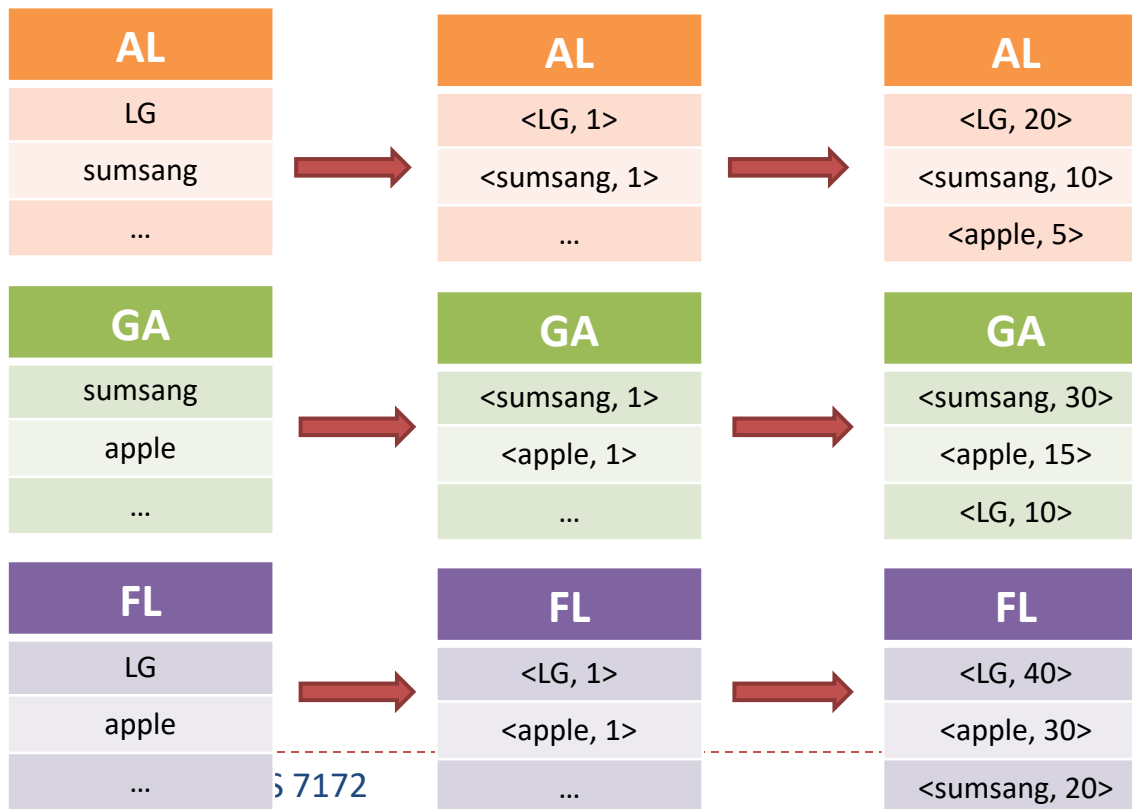 AL
LG
sumsang
...
AL
<LG, 1>
<sumsang, 1>
...
AL
<LG, 20>
<sumsang, 10>
<apple, 5>
GA
sumsang
apple
...
GA
<sumsang, 1>
<apple, 1>
...
GA
<sumsang, 30>
<apple, 15>
<LG, 10>
FL
LG
apple
...
FL
<LG, 1>
<apple, 1>
...
FL
<LG, 40>
<apple, 30>
<sumsang, 20>
7172